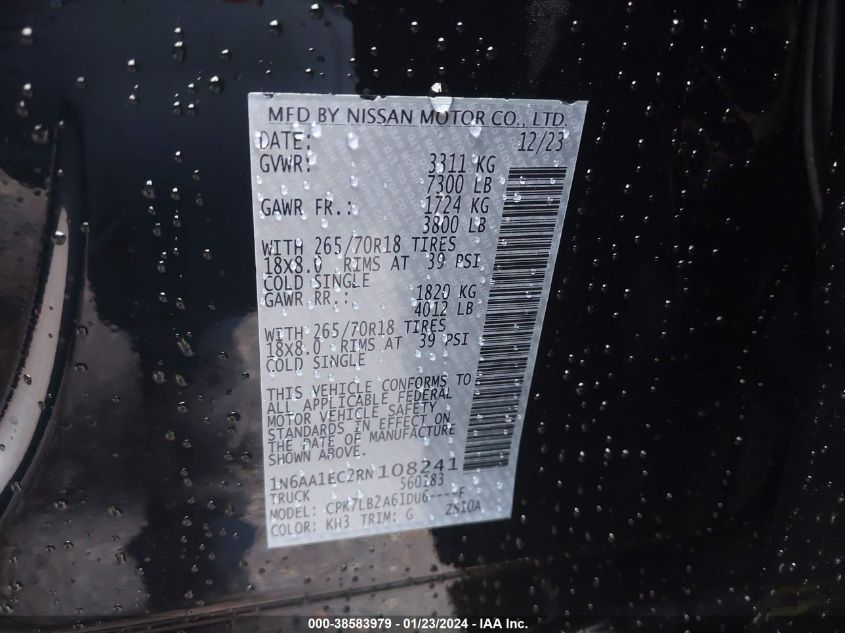 MFD BY NISSAN MOTOR CO., LTD.
DATE: 12/23
GVWR: 3311 KG
7300 LB
GAWR FR.: 1724 KG
3800 LB
WITH 265/70R18 TIRES
18X8.0 RIMS AT 39 PSI
COLD SINGLE
GAWR RR.: 1820 KG
4012 LB
WITH 265/70R18 TIRES
18X8.0 RIMS AT 39 PSI
COLD SINGLE
THIS VEHICLE CONFORMS TO
ALL APPLICABLE FEDERAL
MOTOR VEHICLE SAFETY
STANDARDS IN EFFECT ON
THE DATE OF MANUFACTURE
SHOWN ABOVE.
1N6AA1EC2RN108241
TRUCK 560183
MODEL: CPK7LB2A61DU6----F
COLOR: KH3 TRIM: G ZS10A
000-38583979 / 01/23/2024 - IAA Inc.